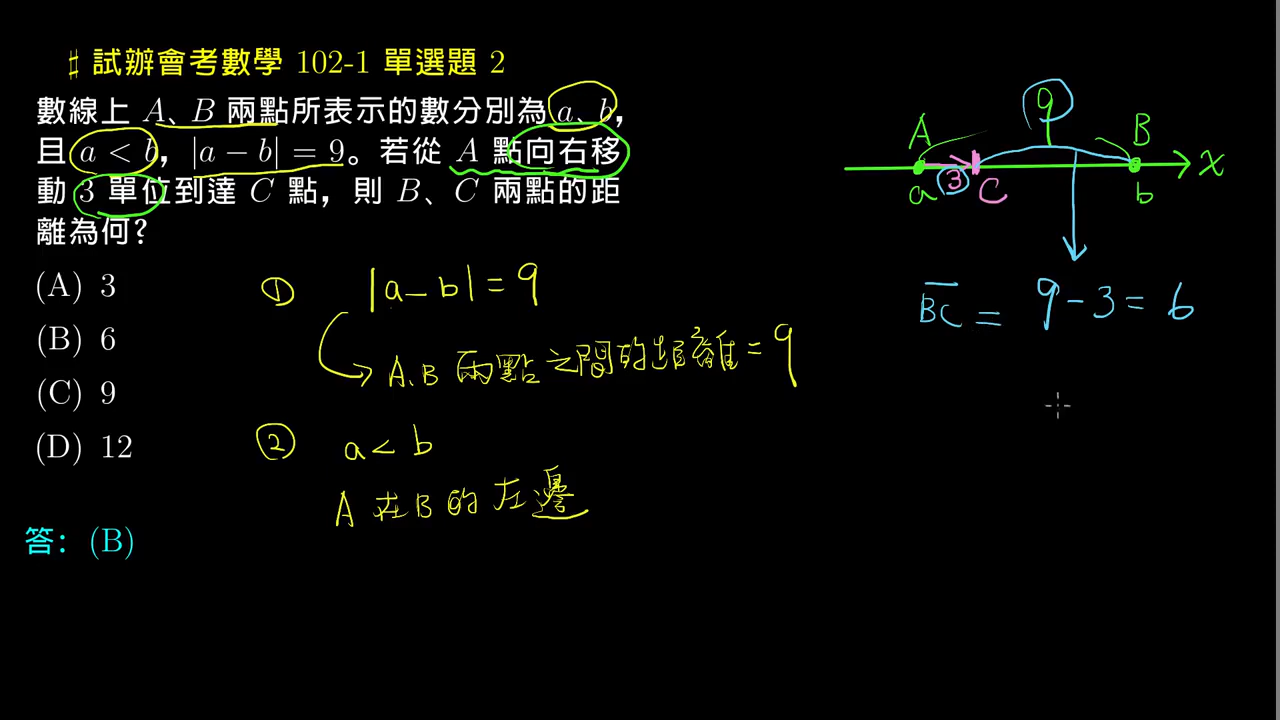 ♯ 試辦會考數學 102-1 單選題 2
數線上 A、B 兩點所表示的數分別為 a、b，
且 a < b，|a − b| = 9。若從 A 點向右移
動 3 單位到達 C 點，則 B、C 兩點的距
離為何？
(A) 3
(B) 6
(C) 9
(D) 12
答：(B)
① |a − b| = 9
A、B 兩點之間的距離 = 9
② a < b
A 在 B 的左邊
9
A B
3 C x
a b
BC = 9 − 3 = 6